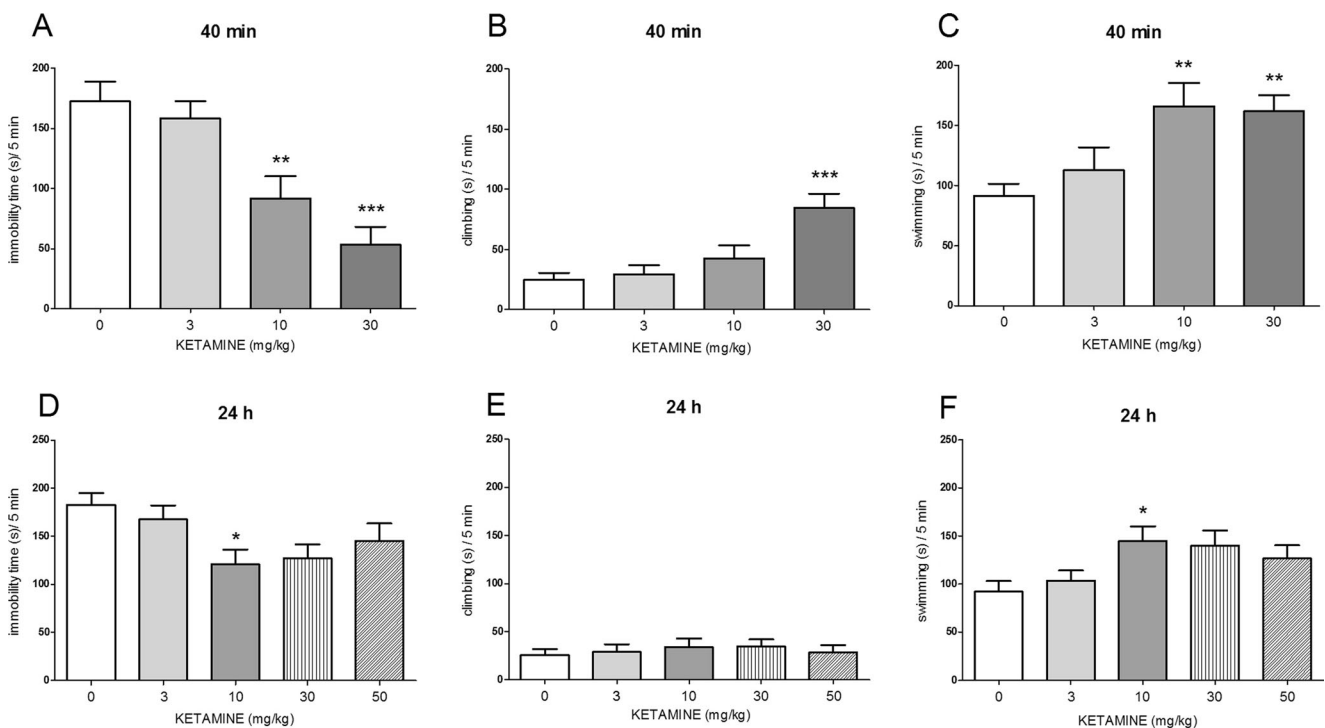 A
40 min
immobility time (s)/ 5 min
200
150
100
50
0
**
***
0 3 10 30
KETAMINE (mg/kg)
B
40 min
climbing (s) / 5 min
200
150
100
50
0
***
0 3 10 30
KETAMINE (mg/kg)
C
40 min
swimming (s) / 5 min
200
150
100
50
0
**
**
0 3 10 30
KETAMINE (mg/kg)
D
24 h
immobility time (s)/ 5 min
250
200
150
100
50
0
*
0 3 10 30 50
KETAMINE (mg/kg)
E
24 h
climbing (s) / 5 min
250
200
150
100
50
0
0 3 10 30 50
KETAMINE (mg/kg)
F
24 h
swimming (s) / 5 min
250
200
150
100
50
0
*
0 3 10 30 50
KETAMINE (mg/kg)